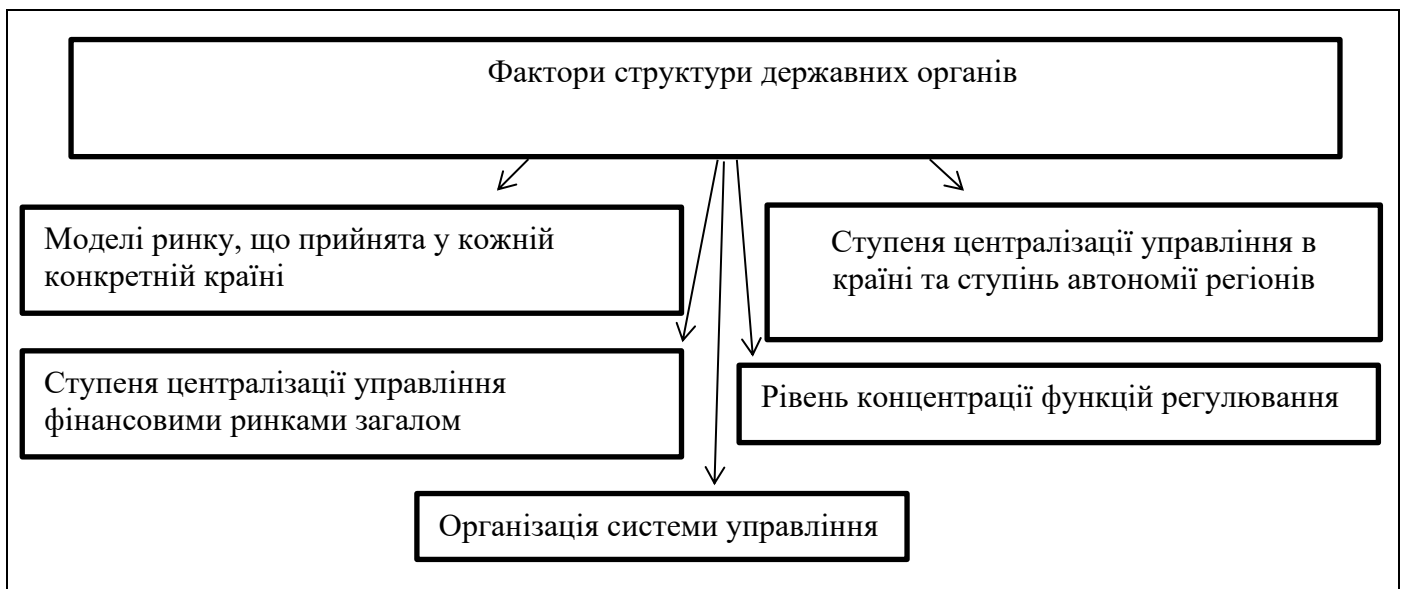 Фактори структури державних органів
Моделі ринку, що прийнята у кожній
конкретній країні
Ступеня централізації управління в
країні та ступінь автономії регіонів
Ступеня централізації управління
фінансовими ринками загалом
Рівень концентрації функцій регулювання
Організація системи управління